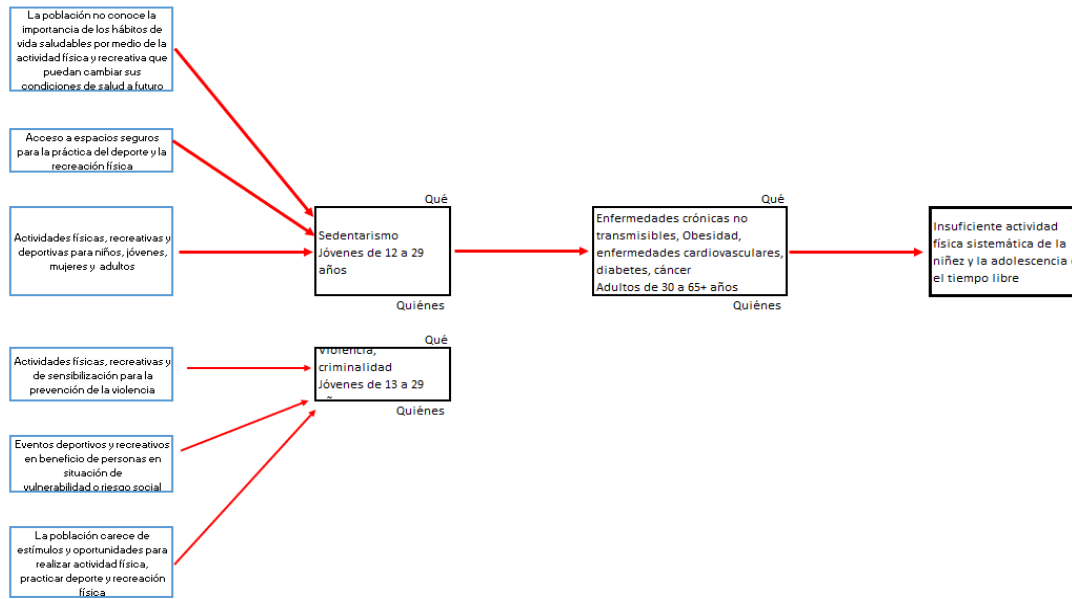 La población no conoce la
importancia de los hábitos de
vida saludables por medio de la
actividad física y recreativa que
puedan cambiar sus
condiciones de salud a futuro
Acceso a espacios seguros
para la práctica del deporte y la
recreación física
Actividades físicas, recreativas y
deportivas para niños, jóvenes,
mujeres y adultos
Qué
Sedentarismo
Jóvenes de 12 a 29
años
Quiénes
Qué
Enfermedades crónicas no
transmisibles, Obesidad,
enfermedades cardiovasculares,
diabetes, cáncer
Adultos de 30 a 65+ años
Quiénes
Insuficiente actividad
física sistemática de la
niñez y la adolescencia
el tiempo libre
Actividades físicas, recreativas y
de sensibilización para la
prevención de la violencia
Qué
Violencia,
criminalidad
Jóvenes de 13 a 29
Quiénes
Eventos deportivos y recreativos
en beneficio de personas en
situación de
vulnerabilidad o riesgo social
La población carece de
estímulos y oportunidades para
realizar actividad física,
practicar deporte y recreación
física